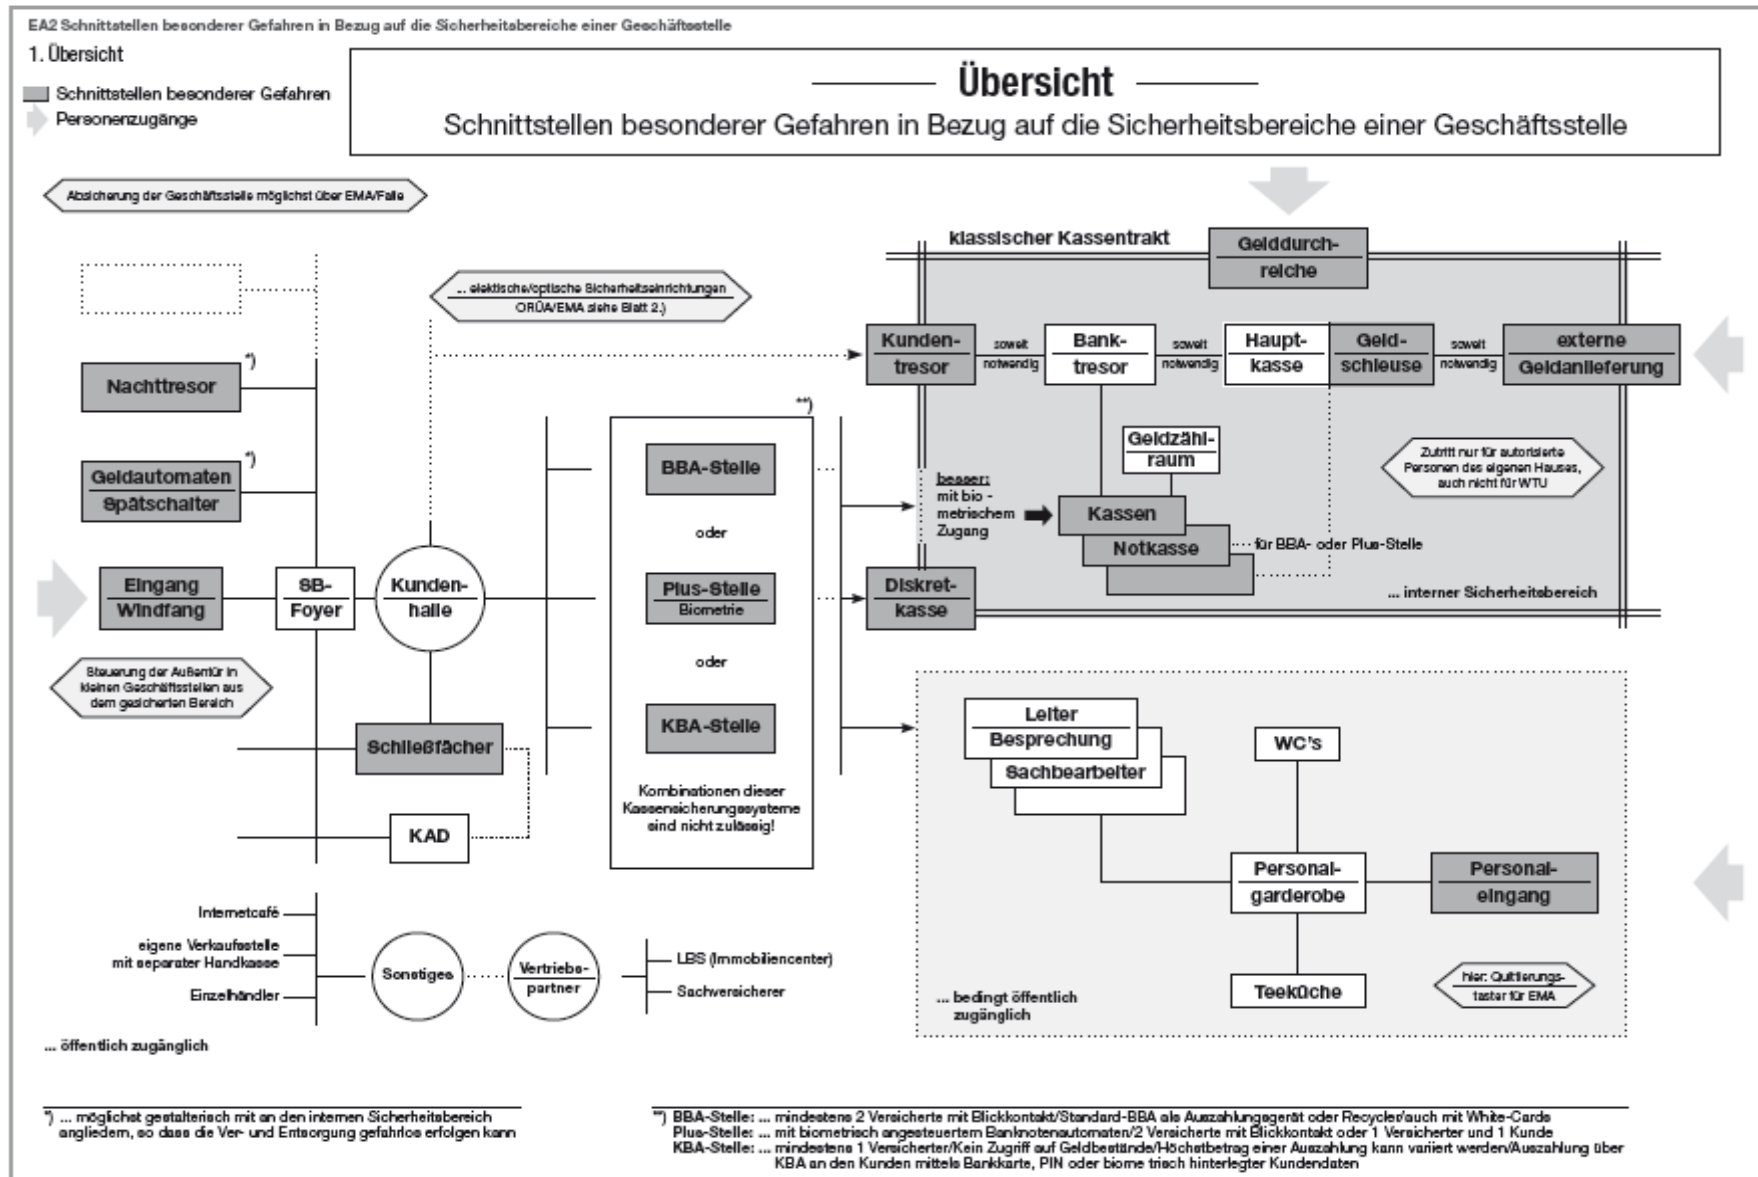 EA2 Schnittstellen besonderer Gefahren in Bezug auf die Sicherheitsbereiche einer Geschäftsstelle
1. Übersicht
Schnittstellen besonderer Gefahren
Personenzugänge
Übersicht
Schnittstellen besonderer Gefahren in Bezug auf die Sicherheitsbereiche einer Geschäftsstelle
Absicherung der Geschäftsstelle möglichst über EMA/Falle
... elektische/optische Sicherheitseinrichtungen
ORÜA/EMA siehe Blatt 2.)
klassischer Kassentrakt
Gelddurch-
reiche
Kunden-
tresor
soweit
notwendig
Bank-
tresor
soweit
notwendig
Haupt-
kasse
Geld-
schleuse
soweit
notwendig
externe
Geldanlieferung
Nachttresor
*)
Geldautomaten
Spätschalter
*)
Eingang
Windfang
SB-
Foyer
Kunden-
halle
Steuerung der Außentür in
kleinen Geschäftsstellen aus
dem gesicherten Bereich
Schließfächer
KAD
**)
BBA-Stelle
oder
Plus-Stelle
Biometrie
oder
KBA-Stelle
Kombinationen dieser
Kassensicherungssysteme
sind nicht zulässig!
besser:
mit bio -
metrischem
Zugang
Geldzähl-
raum
Kassen
Notkasse
für BBA- oder Plus-Stelle
Zutritt nur für autorisierte
Personen des eigenen Hauses,
auch nicht für WTU
Diskret-
kasse
... interner Sicherheitsbereich
Leiter
Besprechung
Sachbearbeiter
WC's
Personal-
garderobe
Personal-
eingang
Teeküche
hier: Quittierungs-
taster für EMA
... bedingt öffentlich
zugänglich
Internetcafé
eigene Verkaufsstelle
mit separater Handkasse
Einzelhändler
Sonstiges
Vertriebs-
partner
LBS (Immobiliencenter)
Sachversicherer
... öffentlich zugänglich
*) ... möglichst gestalterisch mit an den internen Sicherheitsbereich
angliedern, so dass die Ver- und Entsorgung gefahrlos erfolgen kann
**) BBA-Stelle: ... mindestens 2 Versicherte mit Blickkontakt/Standard-BBA als Auszahlungsgerät oder Recycler/auch mit White-Cards
Plus-Stelle: ... mit biometrisch angesteuertem Banknotenautomaten/2 Versicherte mit Blickkontakt oder 1 Versicherter und 1 Kunde
KBA-Stelle: ... mindestens 1 Versicherter/Kein Zugriff auf Geldbestände/Höchstbetrag einer Auszahlung kann variiert werden/Auszahlung über
KBA an den Kunden mittels Bankkarte, PIN oder biome trisch hinterlegter Kundendaten